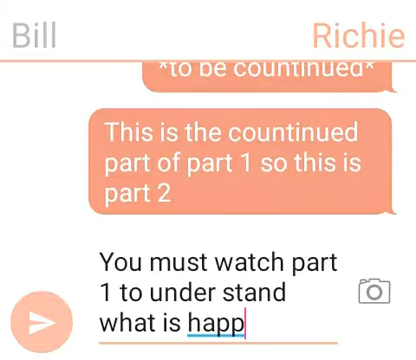 Bill
Richie
*to be countinued*
This is the countinued
part of part 1 so this is
part 2
You must watch part
1 to under stand
what is happ